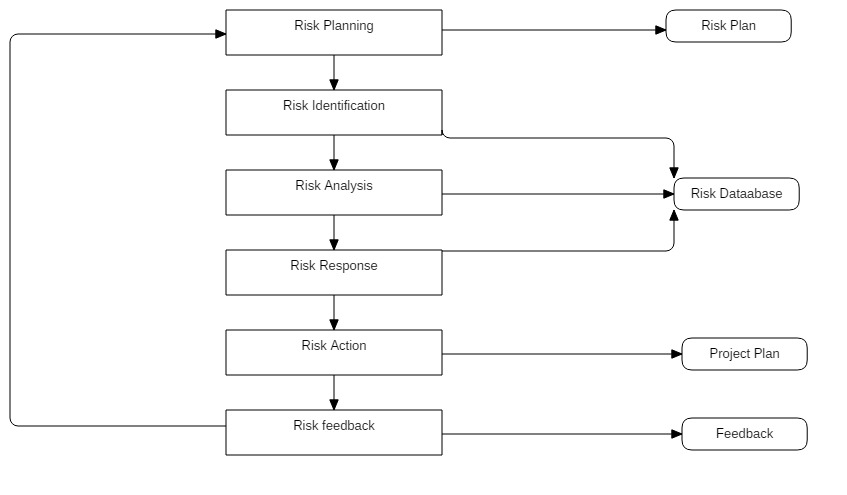 Risk Planning
Risk Plan
Risk Identification
Risk Analysis
Risk Dataabase
Risk Response
Risk Action
Project Plan
Risk feedback
Feedback